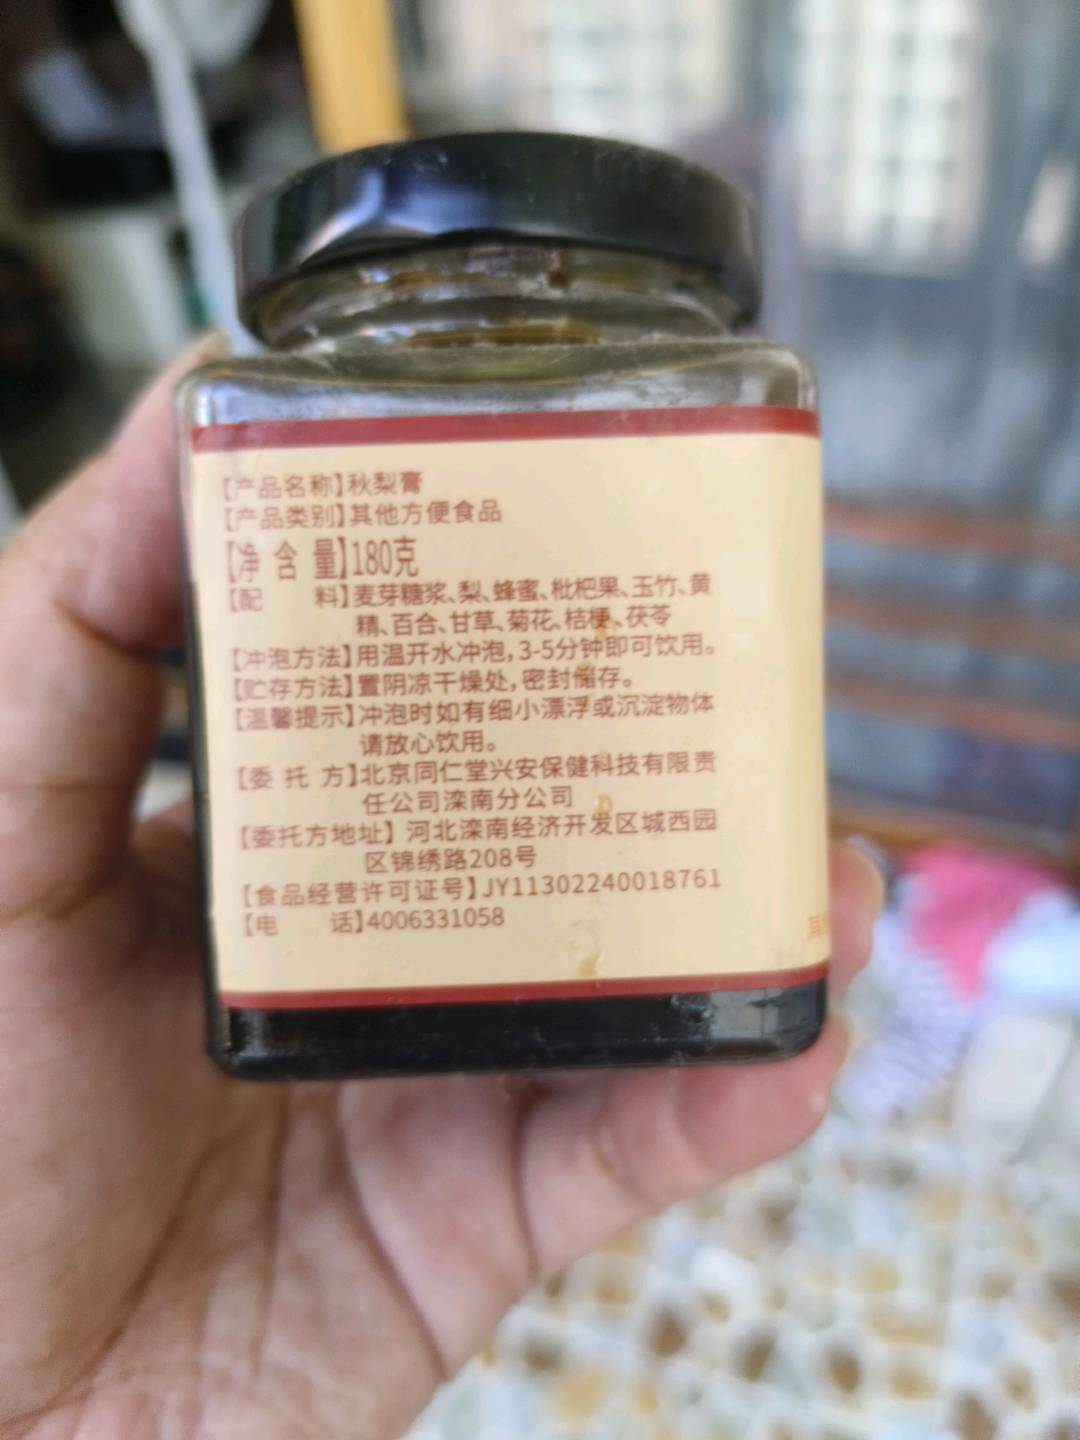 【产品名称】秋梨膏
【产品类别】其他方便食品
【净含量】180克
【配 料】麦芽糖浆、梨、蜂蜜、枇杷果、玉竹、黄
精、百合、甘草、菊花、桔梗、茯苓
【冲泡方法】用温开水冲泡,3-5分钟即可饮用。
【贮存方法】置阴凉干燥处,密封储存。
【温馨提示】冲泡时如有细小漂浮或沉淀物体
请放心饮用。
【委托方】北京同仁堂兴安保健科技有限责
任公司滦南分公司
【委托方地址】河北滦南经济开发区城西园
区锦绣路208号
【食品经营许可证号】JY11302240018761
【电 话】4006331058